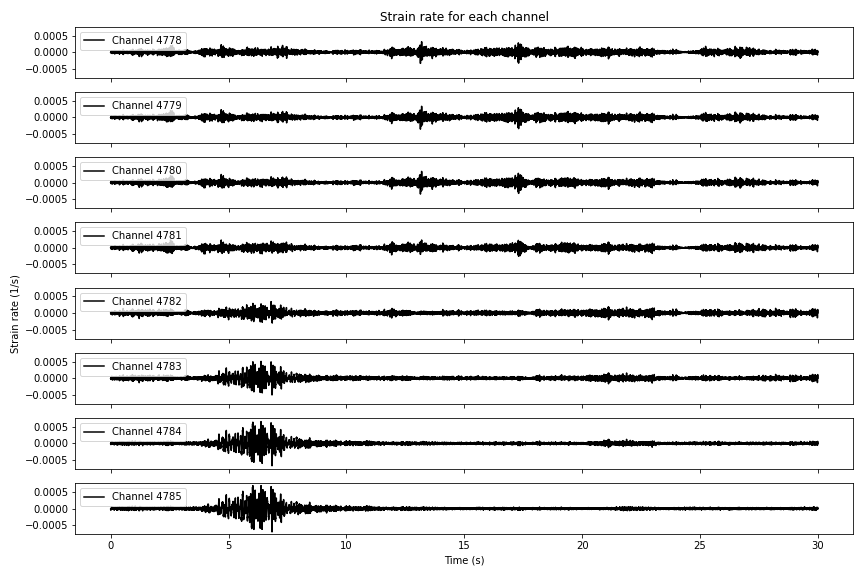 Strain rate for each channel
0.0005
0.0000
−0.0005
Channel 4778
0.0005
0.0000
−0.0005
Channel 4779
0.0005
0.0000
−0.0005
Channel 4780
0.0005
0.0000
−0.0005
Channel 4781
Strain rate (1/s)
0.0005
0.0000
−0.0005
Channel 4782
0.0005
0.0000
−0.0005
Channel 4783
0.0005
0.0000
−0.0005
Channel 4784
0.0005
0.0000
−0.0005
Channel 4785
0 5 10 15 20 25 30
Time (s)